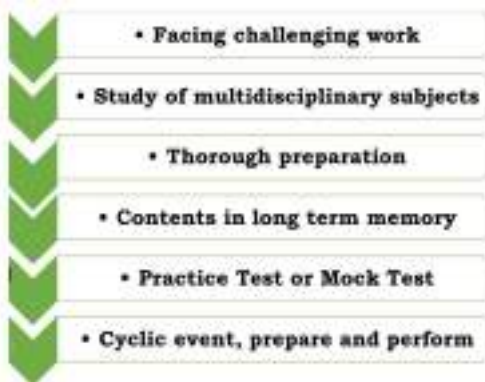 • Facing challenging work
• Study of multidisciplinary subjects
• Thorough preparation
• Contents in long term memory
• Practice Test or Mock Test
• Cyclic event, prepare and perform